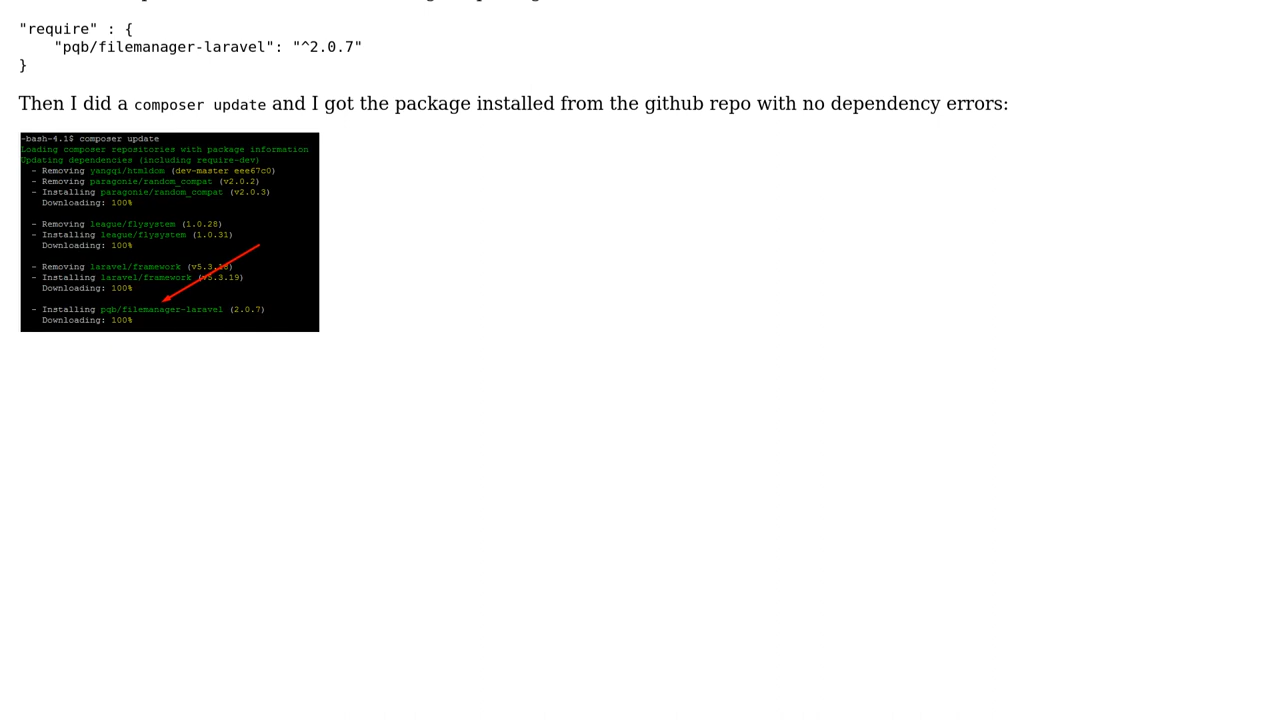 "require" : {
"pqb/filemanager-laravel": "^2.0.7"
}
Then I did a composer update and I got the package installed from the github repo with no dependency errors:
-bash-4.1$ composer update
Loading composer repositories with package information
Updating dependencies (including require-dev)
- Removing yangqi/htmldom (dev-master eee67c0)
- Removing paragonie/random_compat (v2.0.2)
- Installing paragonie/random_compat (v2.0.3)
Downloading: 100%
- Removing league/flysystem (1.0.28)
- Installing league/flysystem (1.0.31)
Downloading: 100%
- Removing laravel/framework
- Installing laravel/framework (v5.3.19)
Downloading: 100%
- Installing pqb/filemanager-laravel (2.0.7)
Downloading: 100%